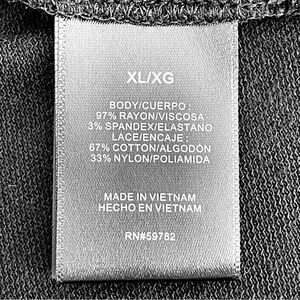 XL/XG
BODY/CUERPO :
97% RAYON/VISCOSA
3% SPANDEX/ELASTANO
LACE/ENCAJE :
67% COTTON/ALGODÓN
33% NYLON/POLIAMIDA
MADE IN VIETNAM
HECHO EN VIETNAM
RN#59782